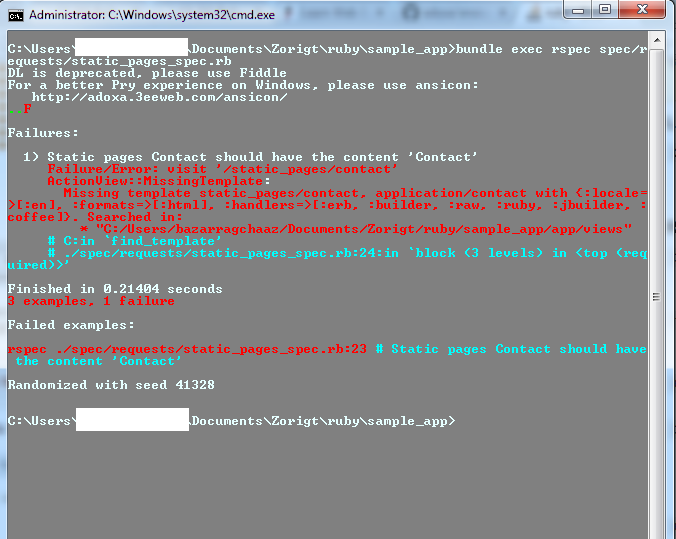 Administrator: C:\Windows\system32\cmd.exe
C:\Users\ \Documents\Zorigt\ruby\sample_app>bundle exec rspec spec/r
equests/static_pages_spec.rb
DL is deprecated, please use Fiddle
For a better Pry experience on Windows, please use ansicon:
http://adoxa.3eeweb.com/ansicon/
..F
Failures:
1) Static pages Contact should have the content 'Contact'
Failure/Error: visit '/static_pages/contact'
ActionView::MissingTemplate:
Missing template static_pages/contact, application/contact with {:locale=
>[:en], :formats=>[:html], :handlers=>[:erb, :builder, :raw, :ruby, :jbuilder, :
coffee]}. Searched in:
* "C:/Users/bazarragchaaz/Documents/Zorigt/ruby/sample_app/app/views"
# C:in `find_template'
# ./spec/requests/static_pages_spec.rb:24:in `block (3 levels) in <top (req
uired)>'
Finished in 0.21404 seconds
3 examples, 1 failure
Failed examples:
rspec ./spec/requests/static_pages_spec.rb:23 # Static pages Contact should have
the content 'Contact'
Randomized with seed 41328
C:\Users\ \Documents\Zorigt\ruby\sample_app>